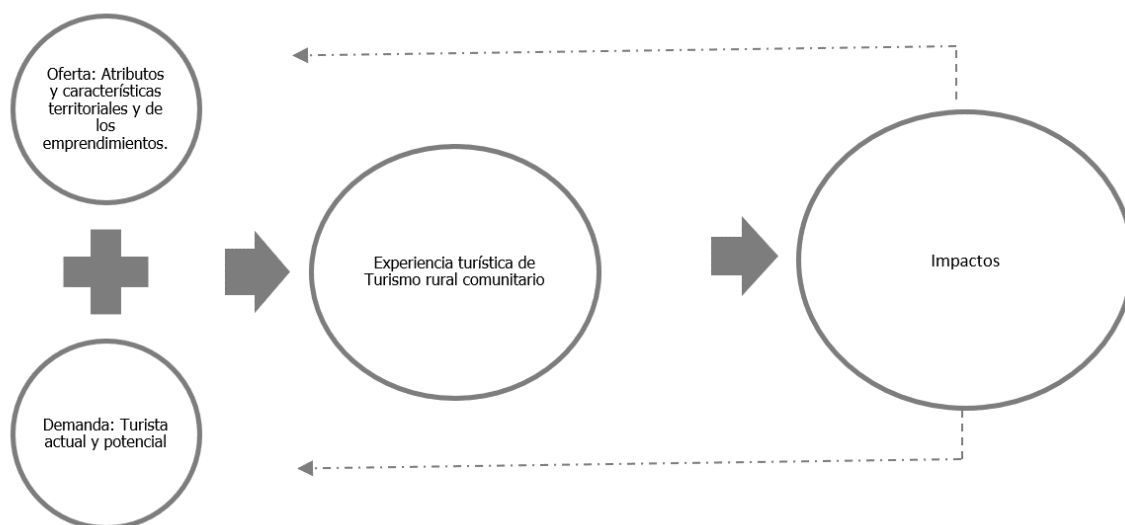 Oferta: Atributos
y características
territoriales y de
los
emprendimientos.
Experiencia turística de
Turismo rural comunitario
Impactos
Demanda: Turista
actual y potencial